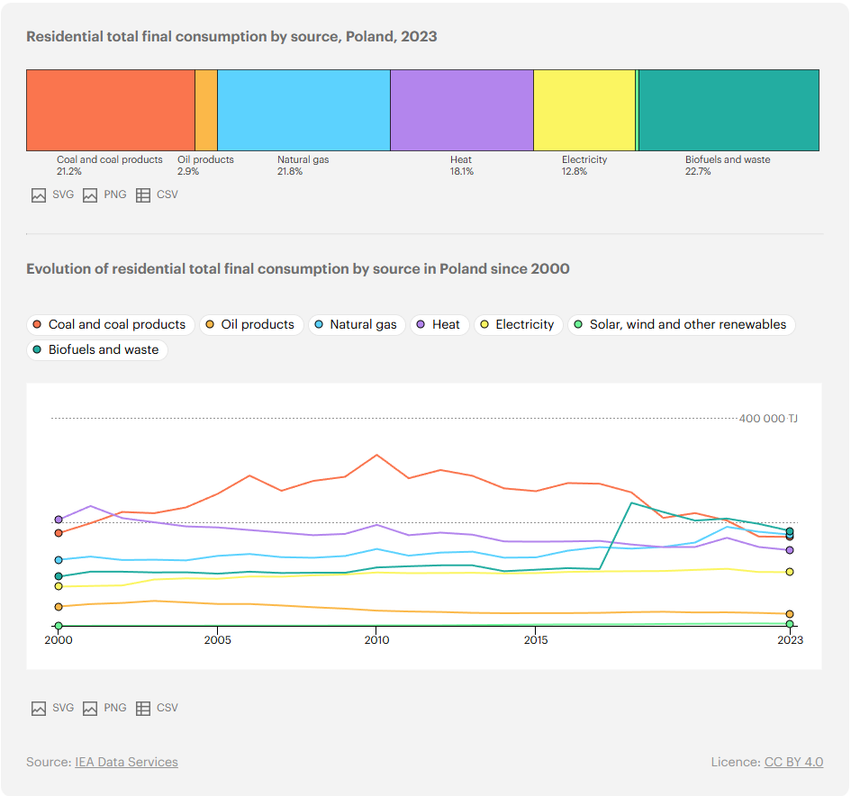 Residential total final consumption by source, Poland, 2023
Coal and coal products Oil products Natural gas Heat Electricity Biofuels and waste
21.2% 2.9% 21.8% 18.1% 12.8% 22.7%
SVG PNG CSV
Evolution of residential total final consumption by source in Poland since 2000
Coal and coal products Oil products Natural gas Heat Electricity Solar, wind and other renewables
Biofuels and waste
400 000 TJ
2000 2005 2010 2015 2023
SVG PNG CSV
Source: IEA Data Services Licence: CC BY 4.0